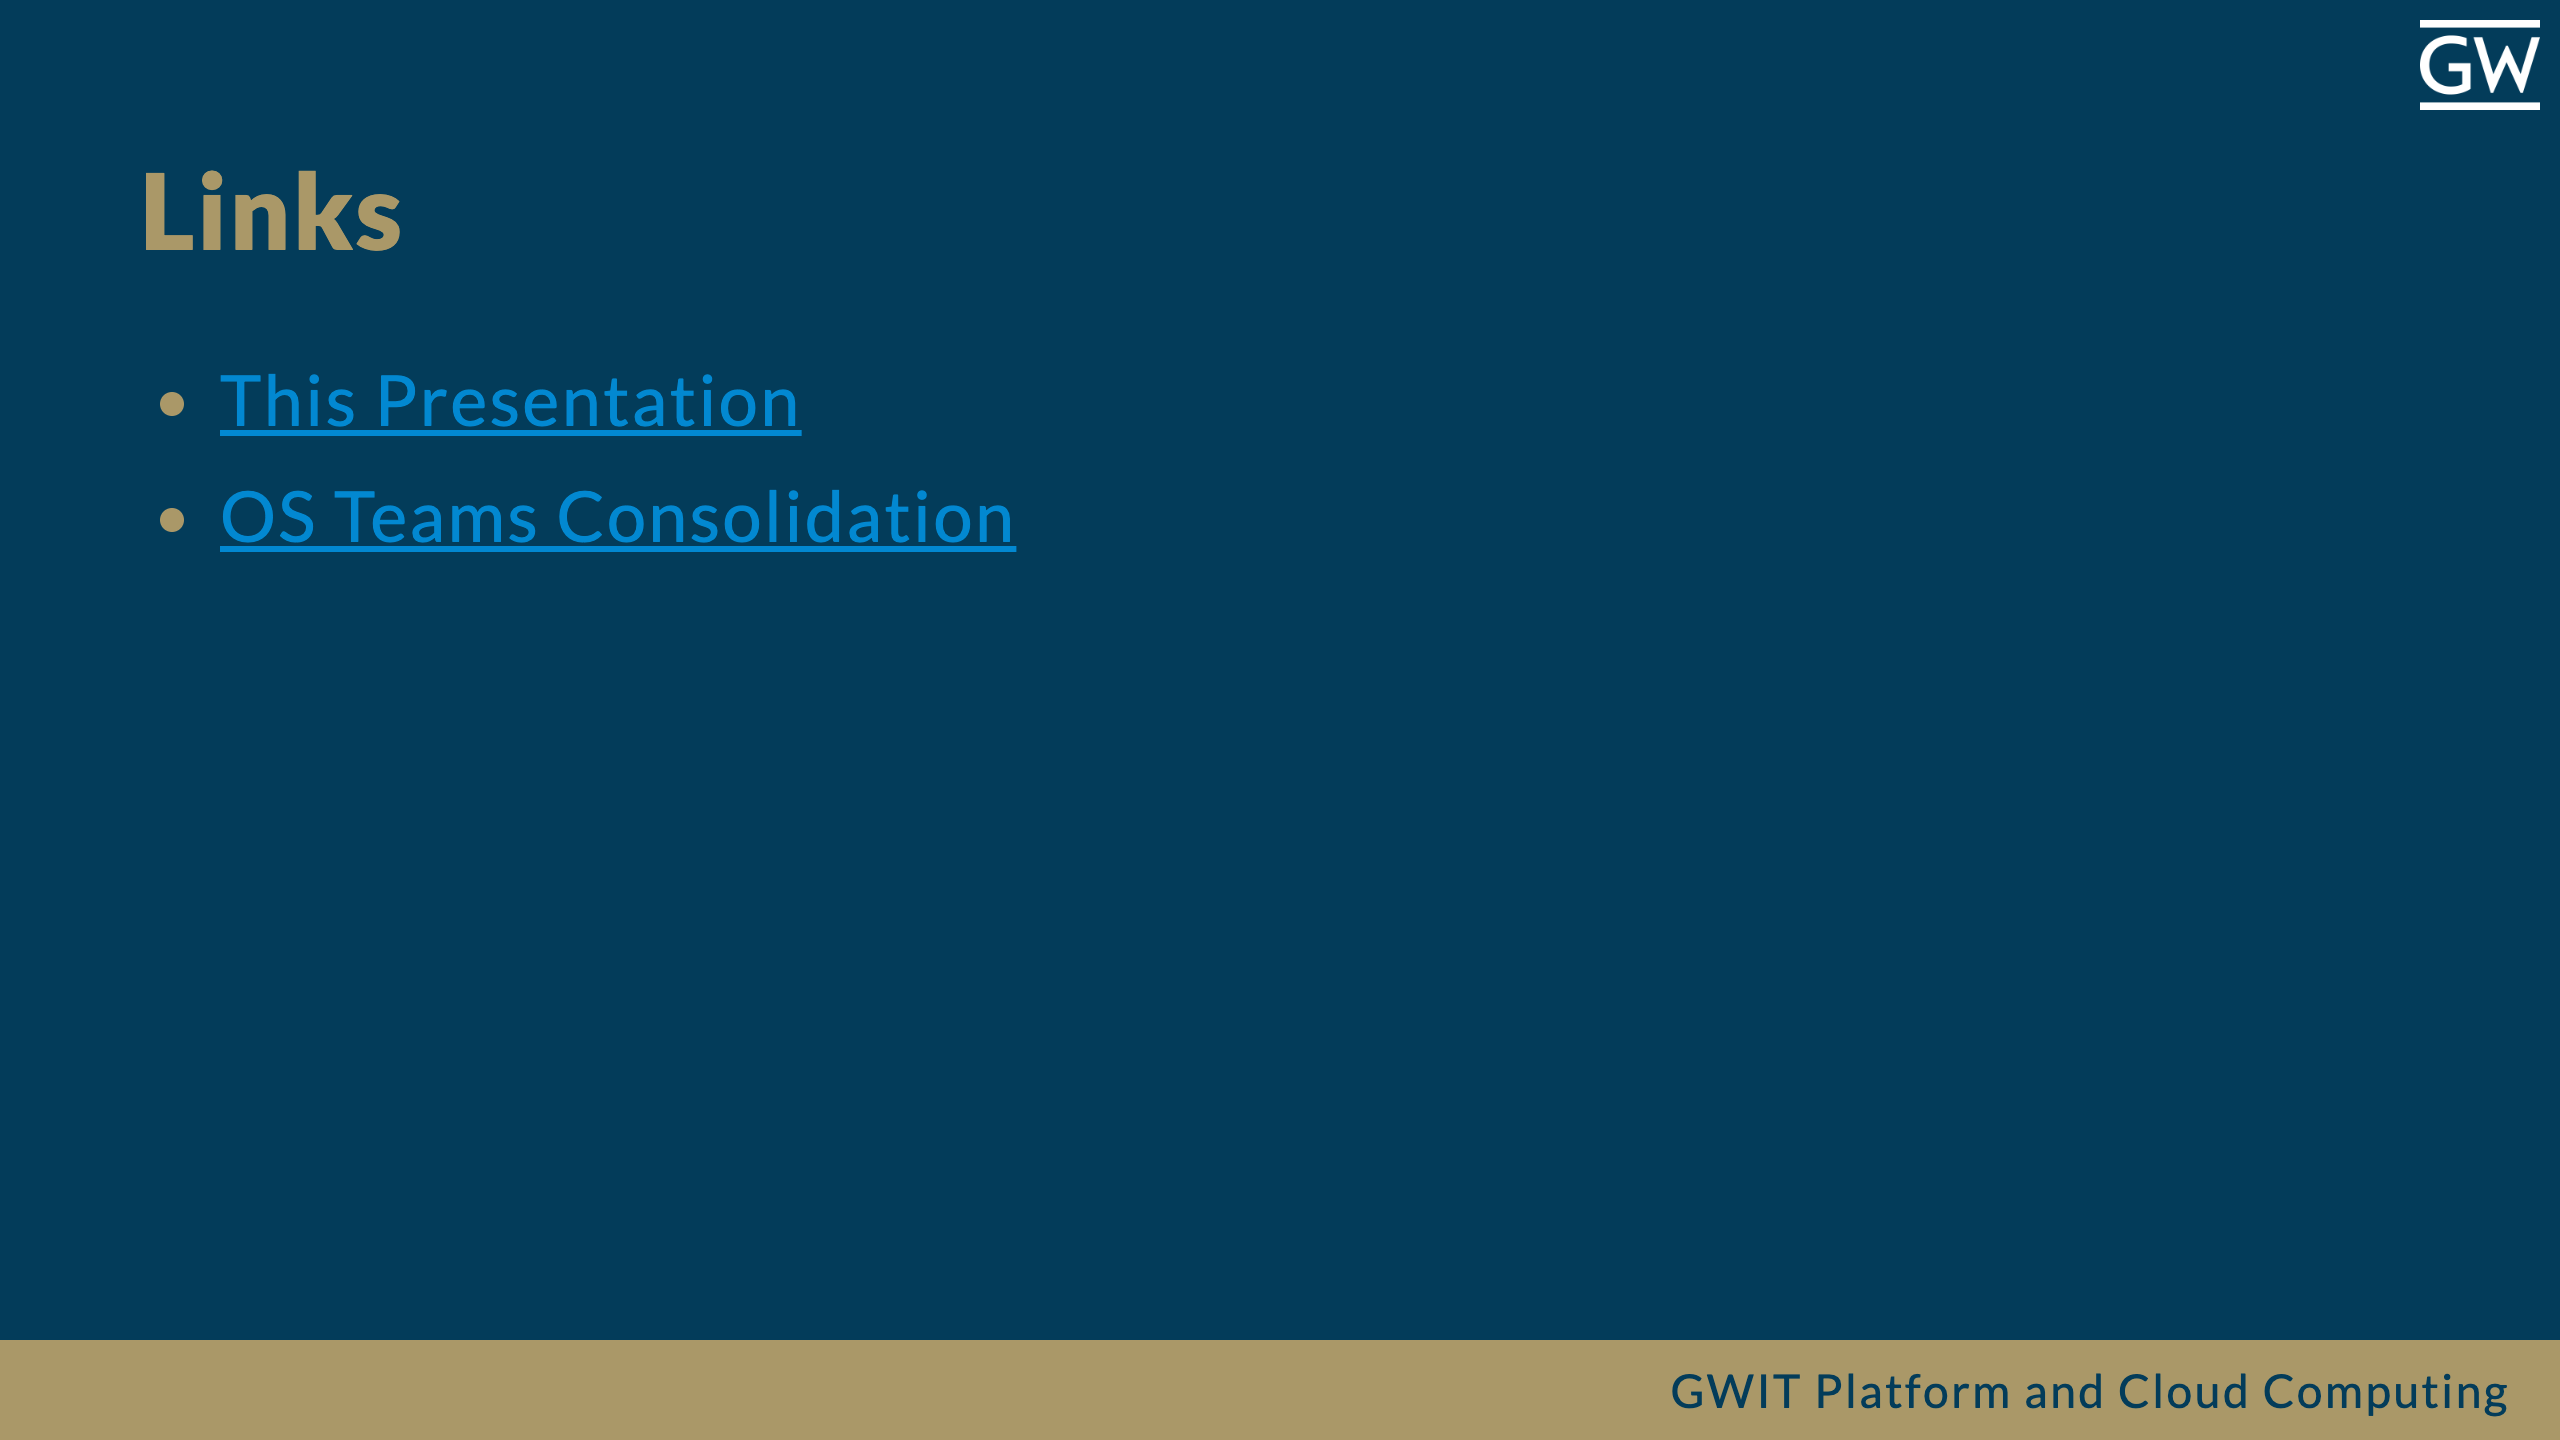 GW
Links
This Presentation
OS Teams Consolidation
GWIT Platform and Cloud Computing